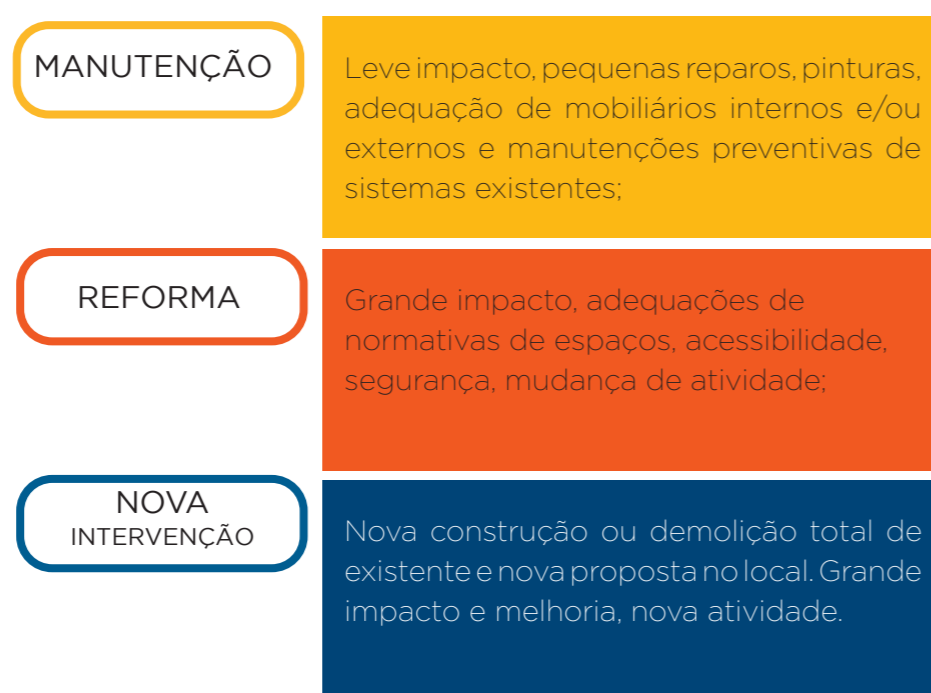 MANUTENÇÃO
Leve impacto, pequenas reparos, pinturas,
adequação de mobiliários internos e/ou
externos e manutenções preventivas de
sistemas existentes;
REFORMA
Grande impacto, adequações de
normativas de espaços, acessibilidade,
segurança, mudança de atividade;
NOVA
INTERVENÇÃO
Nova construção ou demolição total de
existente e nova proposta no local. Grande
impacto e melhoria, nova atividade.